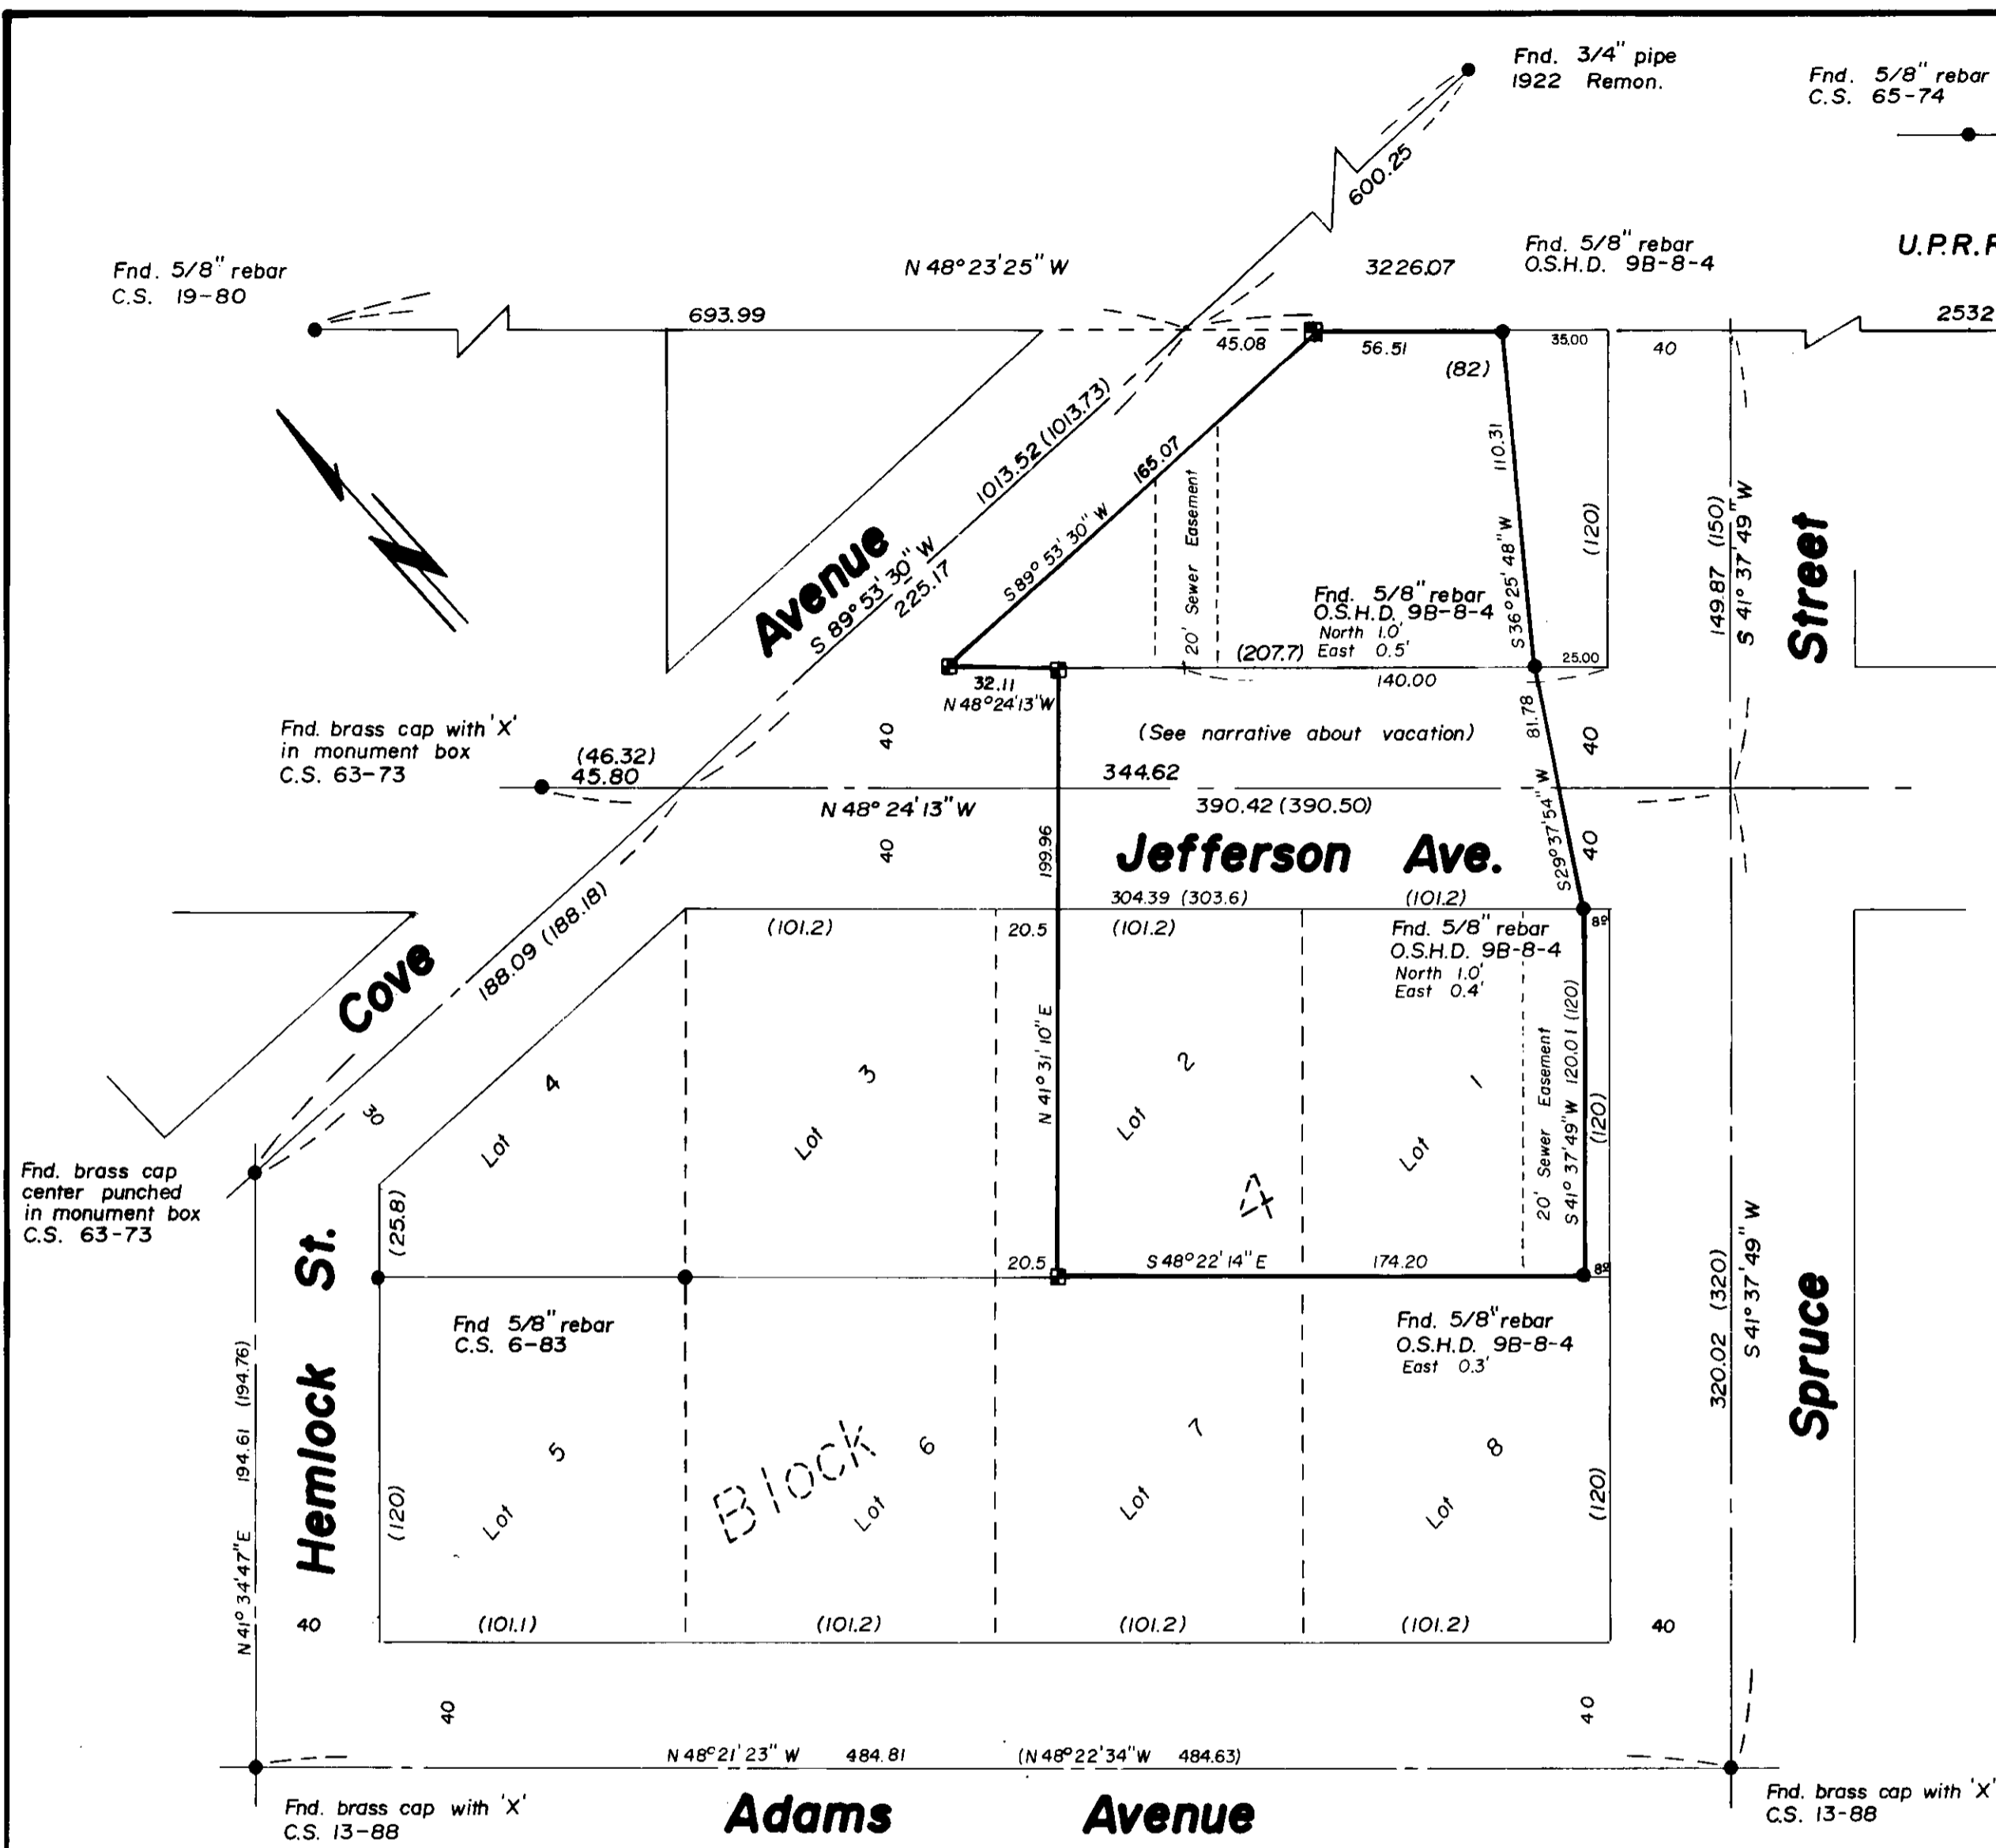 Fnd. 3/4" pipe
1922 Remon.
Fnd. 5/8" rebar
C.S. 65-74
600.25
Fnd. 5/8" rebar
C.S. 19-80
N 48°23'25" W
3226.07
Fnd. 5/8" rebar
O.S.H.D. 9B-8-4
U.P.R.R
693.99
45.08
56.51
(82)
35.00
40
2532
1013.52 (1013.73)
S 89° 53' 30" W
225.17
Avenue
165.07
S 89° 53' 30" W
20' Sewer Easement
110.31
S 36° 25' 48" W
(120)
149.87 (150)
S 41° 37' 49" W
Street
Fnd. 5/8" rebar
O.S.H.D. 9B-8-4
North 1.0'
East 0.5'
(207.7)
25.00
32.11
N 48°24'13"W
140.00
Fnd. brass cap with 'X'
in monument box
C.S. 63-73
(46.32)
45.80
40
(See narrative about vacation)
81.78
S29°37'54" W
40
344.62
N 48° 24' 13" W
390.42 (390.50)
40
199.96
Jefferson Ave.
40
304.39 (303.6)
(101.2)
188.09 (188.18)
Cove
(101.2)
20.5
(101.2)
Fnd. 5/8" rebar
O.S.H.D. 9B-8-4
North 1.0'
East 0.4'
8º
30
Lot 4
Lot 3
N 41° 31' 10" E
Lot 2
Lot 1
4
20' Sewer Easement
S 41° 37' 49" W 120.01 (120)
(120)
Fnd. brass cap
center punched
in monument box
C.S. 63-73
Hemlock St.
(25.8)
20.5
S 48° 22' 14" E
174.20
8º
320.02 (320)
S 41° 37' 49" W
Spruce
Fnd 5/8" rebar
C.S. 6-83
Fnd. 5/8" rebar
O.S.H.D. 9B-8-4
East 0.3'
N 41° 34' 47" E 194.61 (194.76)
(120)
Lot 5
Block
Lot 6
Lot 7
Lot 8
(120)
40
(101.1)
(101.2)
(101.2)
(101.2)
40
40
40
N 48° 21' 23" W 484.81
(N 48° 22' 34" W 484.63)
Fnd. brass cap with 'X'
C.S. 13-88
Adams Avenue
Fnd. brass cap with 'X'
C.S. 13-88